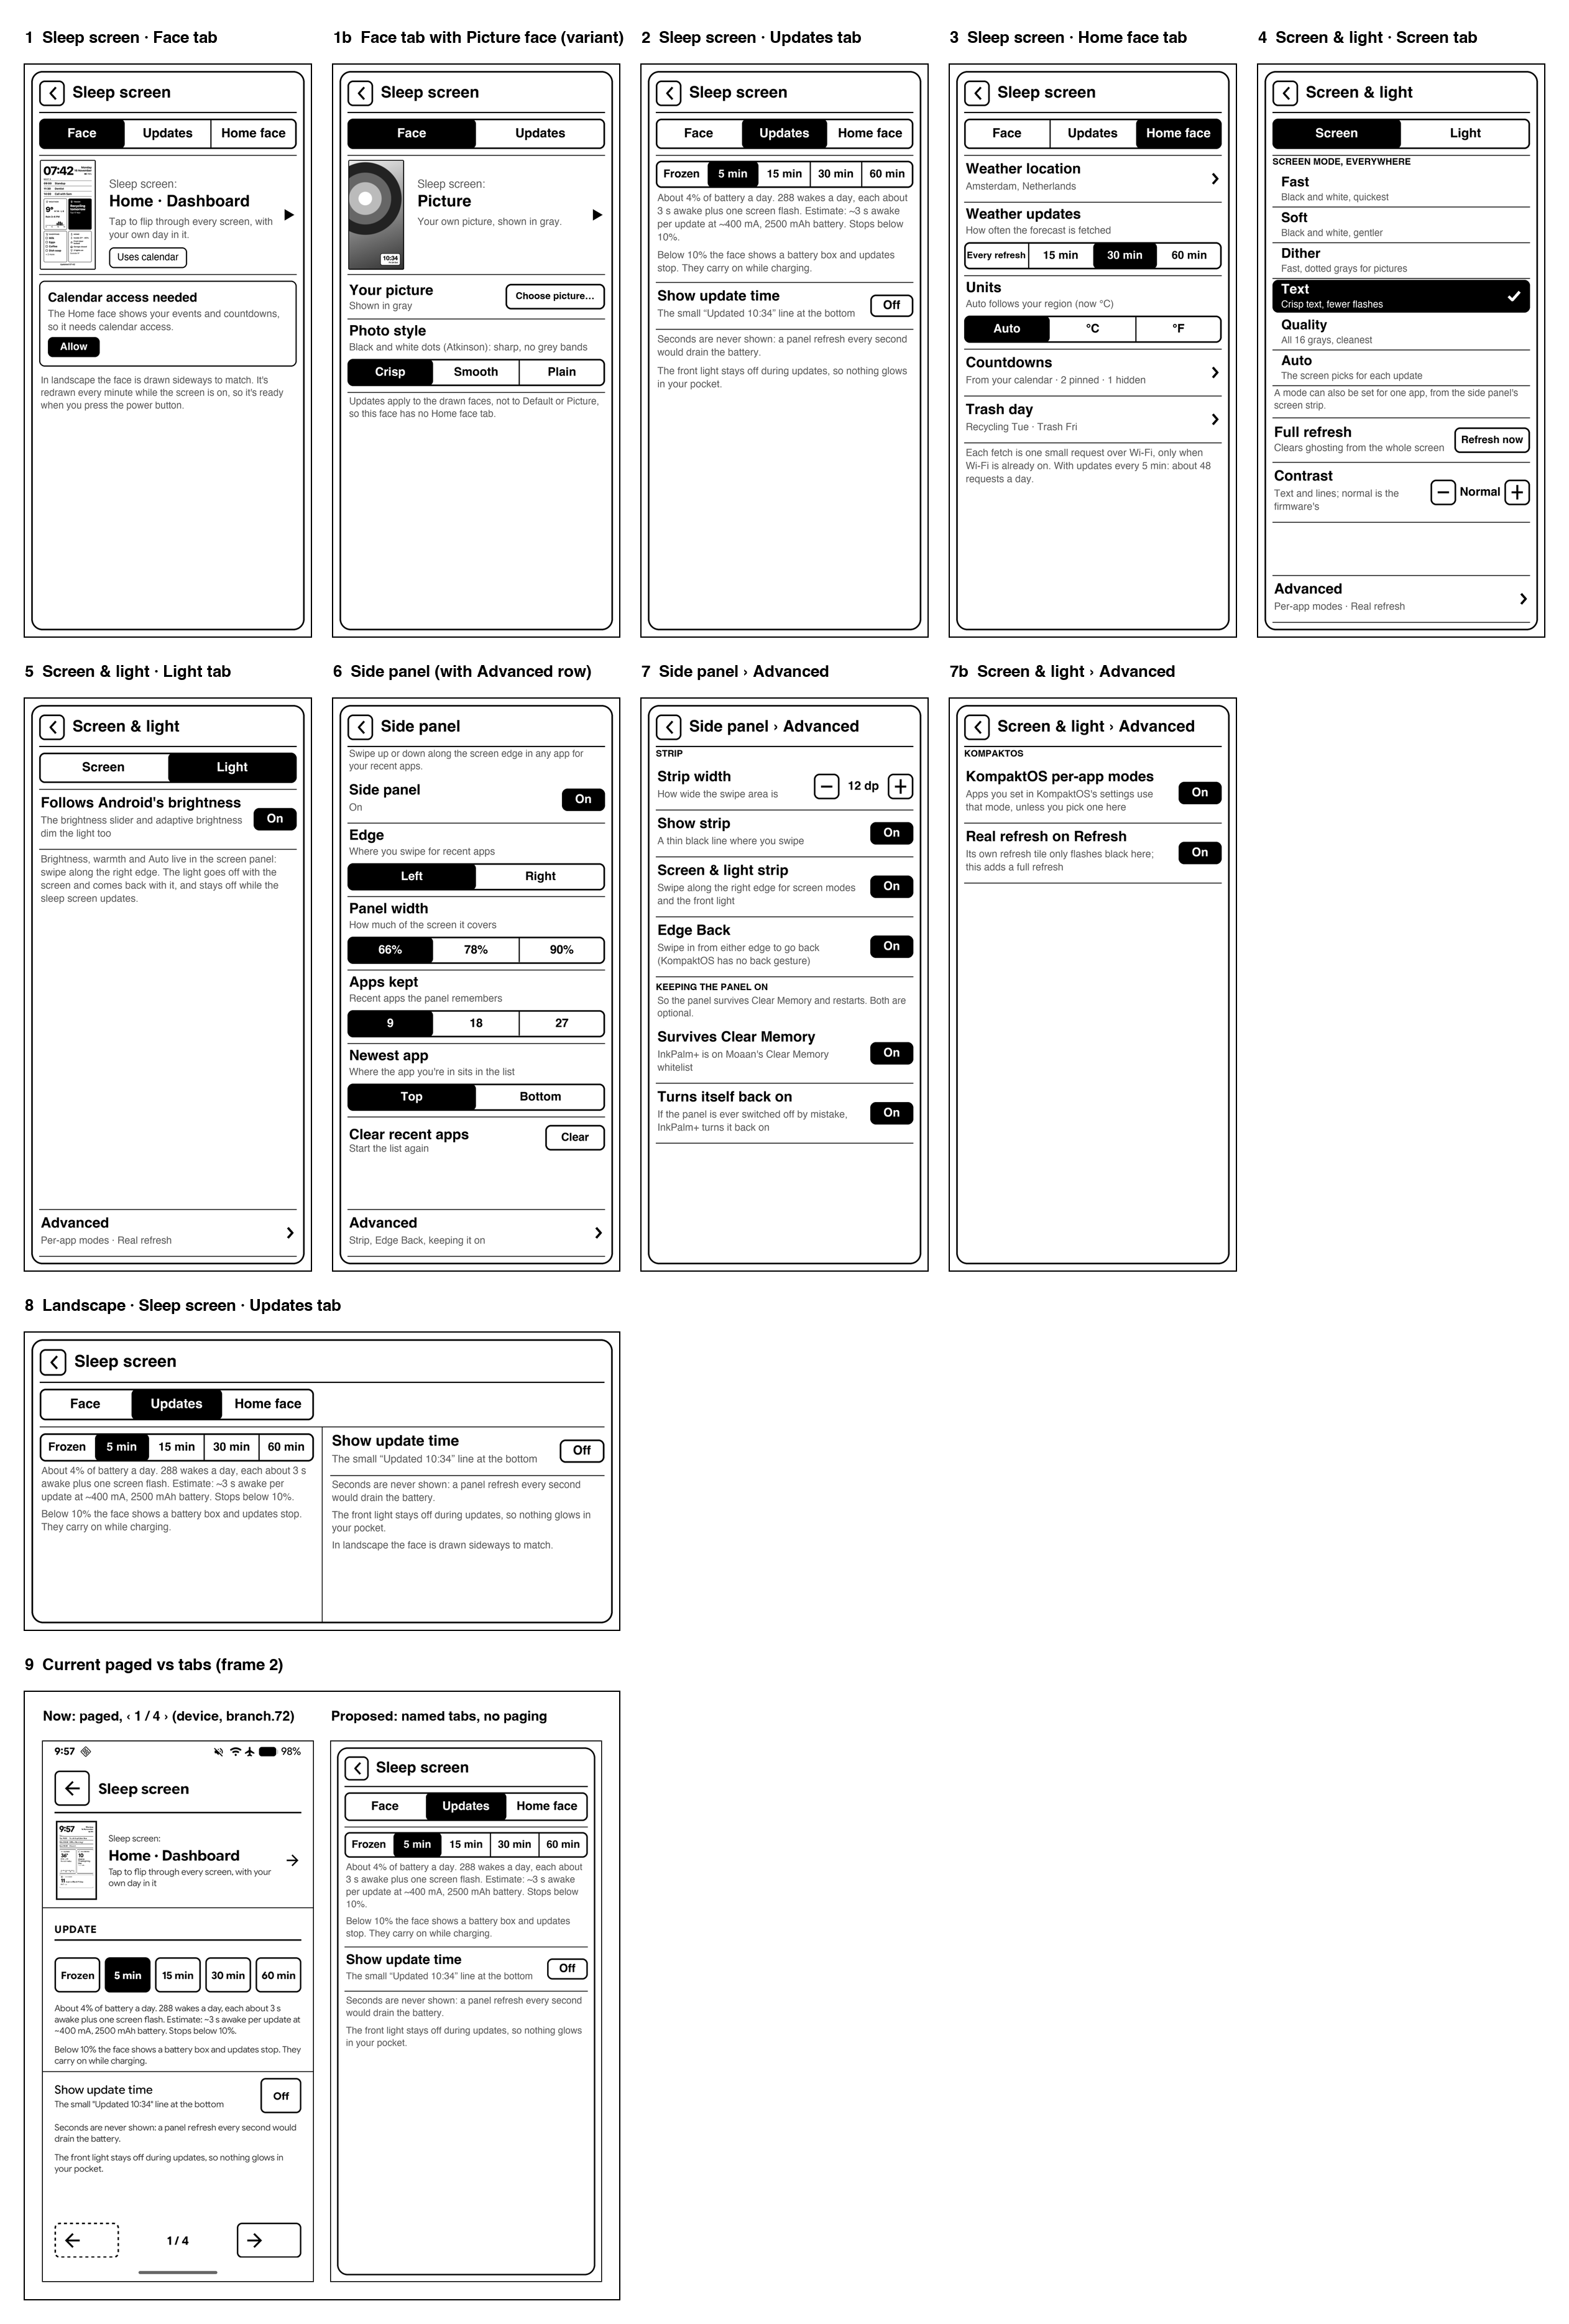 1 Sleep screen · Face tab
Sleep screen
Face
Updates
Home face
07:42
9°
Sleep screen:
Home · Dashboard
Tap to flip through every screen, with
your own day in it.
Uses calendar
Calendar access needed
The Home face shows your events and countdowns,
so it needs calendar access.
Allow
In landscape the face is drawn sideways to match. It's
redrawn every minute while the screen is on, so it's ready
when you press the power button.
1b Face tab with Picture face (variant)
Sleep screen
Face
Updates
10:34
Sleep screen:
Picture
Your own picture, shown in gray.
Your picture
Shown in gray
Choose picture...
Photo style
Black and white dots (Atkinson): sharp, no grey bands
Crisp
Smooth
Plain
Updates apply to the drawn faces, not to Default or Picture,
so this face has no Home face tab.
2 Sleep screen · Updates tab
Sleep screen
Face
Updates
Home face
Frozen
5 min
15 min
30 min
60 min
About 4% of battery a day. 288 wakes a day, each about
3 s awake plus one screen flash. Estimate: ~3 s awake
per update at ~400 mA, 2500 mAh battery. Stops below
10%.
Below 10% the face shows a battery box and updates
stop. They carry on while charging.
Show update time
The small “Updated 10:34” line at the bottom
Off
Seconds are never shown: a panel refresh every second
would drain the battery.
The front light stays off during updates, so nothing glows
in your pocket.
3 Sleep screen · Home face tab
Sleep screen
Face
Updates
Home face
Weather location
Amsterdam, Netherlands
Weather updates
How often the forecast is fetched
Every refresh
15 min
30 min
60 min
Units
Auto follows your region (now °C)
Auto
°C
°F
Countdowns
From your calendar · 2 pinned · 1 hidden
Trash day
Recycling Tue · Trash Fri
Each fetch is one small request over Wi-Fi, only when
Wi-Fi is already on. With updates every 5 min: about 48
requests a day.
4 Screen & light · Screen tab
Screen & light
Screen
Light
SCREEN MODE, EVERYWHERE
Fast
Black and white, quickest
Soft
Black and white, gentler
Dither
Fast, dotted grays for pictures
Text
Crisp text, fewer flashes
Quality
All 16 grays, cleanest
Auto
The screen picks for each update
A mode can also be set for one app, from the side panel's
screen strip.
Full refresh
Clears ghosting from the whole screen
Refresh now
Contrast
Text and lines; normal is the
firmware's
Normal
Advanced
Per-app modes · Real refresh
5 Screen & light · Light tab
Screen & light
Screen
Light
Follows Android's brightness
The brightness slider and adaptive brightness
dim the light too
On
Brightness, warmth and Auto live in the screen panel:
swipe along the right edge. The light goes off with the
screen and comes back with it, and stays off while the
sleep screen updates.
Advanced
Per-app modes · Real refresh
6 Side panel (with Advanced row)
Side panel
Swipe up or down along the screen edge in any app for
your recent apps.
Side panel
On
On
Edge
Where you swipe for recent apps
Left
Right
Panel width
How much of the screen it covers
66%
78%
90%
Apps kept
Recent apps the panel remembers
9
18
27
Newest app
Where the app you're in sits in the list
Top
Bottom
Clear recent apps
Start the list again
Clear
Advanced
Strip, Edge Back, keeping it on
7 Side panel › Advanced
Side panel › Advanced
STRIP
Strip width
How wide the swipe area is
12 dp
Show strip
A thin black line where you swipe
On
Screen & light strip
Swipe along the right edge for screen modes
and the front light
On
Edge Back
Swipe in from either edge to go back
(KompaktOS has no back gesture)
On
KEEPING THE PANEL ON
So the panel survives Clear Memory and restarts. Both are
optional.
Survives Clear Memory
InkPalm+ is on Moaan's Clear Memory
whitelist
On
Turns itself back on
If the panel is ever switched off by mistake,
InkPalm+ turns it back on
On
7b Screen & light › Advanced
Screen & light › Advanced
KOMPAKTOS
KompaktOS per-app modes
Apps you set in KompaktOS's settings use
that mode, unless you pick one here
On
Real refresh on Refresh
Its own refresh tile only flashes black here;
this adds a full refresh
On
8 Landscape · Sleep screen · Updates tab
Sleep screen
Face
Updates
Home face
Frozen
5 min
15 min
30 min
60 min
About 4% of battery a day. 288 wakes a day, each about 3 s
awake plus one screen flash. Estimate: ~3 s awake per
update at ~400 mA, 2500 mAh battery. Stops below 10%.
Below 10% the face shows a battery box and updates stop.
They carry on while charging.
Show update time
The small “Updated 10:34” line at the bottom
Off
Seconds are never shown: a panel refresh every second
would drain the battery.
The front light stays off during updates, so nothing glows in
your pocket.
In landscape the face is drawn sideways to match.
9 Current paged vs tabs (frame 2)
Now: paged, ‹ 1 / 4 › (device, branch.72)
9:57
98%
Sleep screen
9:57
Sleep screen:
Home · Dashboard
Tap to flip through every screen, with your
own day in it
UPDATE
Frozen
5 min
15 min
30 min
60 min
About 4% of battery a day. 288 wakes a day, each about 3 s
awake plus one screen flash. Estimate: ~3 s awake per update at
~400 mA, 2500 mAh battery. Stops below 10%.
Below 10% the face shows a battery box and updates stop. They
carry on while charging.
Show update time
The small "Updated 10:34" line at the bottom
Off
Seconds are never shown: a panel refresh every second would
drain the battery.
The front light stays off during updates, so nothing glows in
your pocket.
1 / 4
Proposed: named tabs, no paging
Sleep screen
Face
Updates
Home face
Frozen
5 min
15 min
30 min
60 min
About 4% of battery a day. 288 wakes a day, each about
3 s awake plus one screen flash. Estimate: ~3 s awake
per update at ~400 mA, 2500 mAh battery. Stops below
10%.
Below 10% the face shows a battery box and updates
stop. They carry on while charging.
Show update time
The small “Updated 10:34” line at the bottom
Off
Seconds are never shown: a panel refresh every second
would drain the battery.
The front light stays off during updates, so nothing glows
in your pocket.